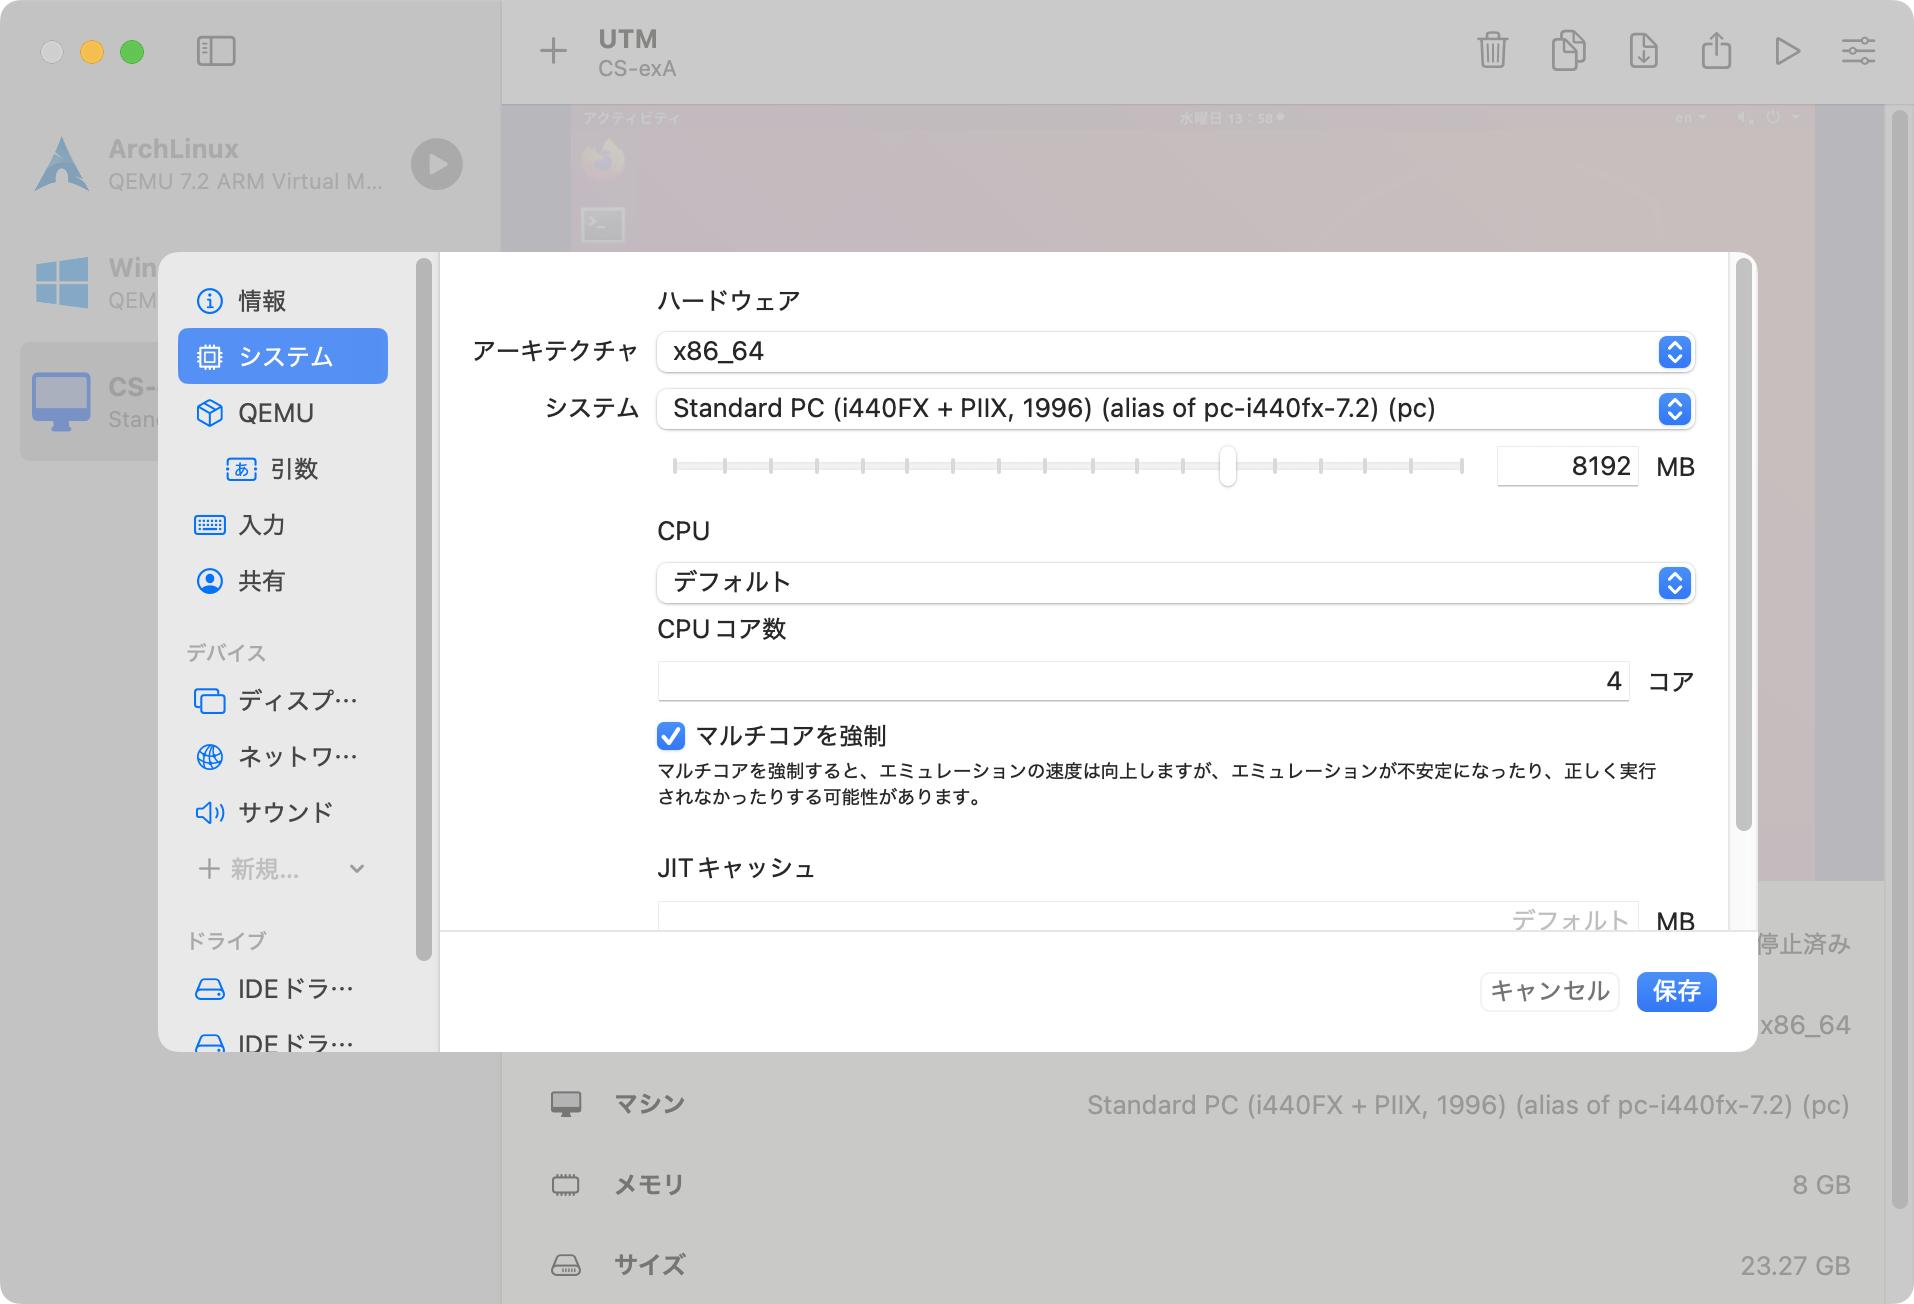 UTM
CS-exA
ArchLinux
QEMU 7.2 ARM Virtual M...
Win
QEM
CS-
Stand
アクティビティ
水曜日 13：58
en
情報
システム
QEMU
引数
入力
共有
デバイス
ディスプ…
ネットワ…
サウンド
新規...
ドライブ
IDE ドラ…
IDE ドラ…
ハードウェア
アーキテクチャ x86_64
システム Standard PC (i440FX + PIIX, 1996) (alias of pc-i440fx-7.2) (pc)
8192 MB
CPU
デフォルト
CPU コア数
4 コア
マルチコアを強制
マルチコアを強制すると、エミュレーションの速度は向上しますが、エミュレーションが不安定になったり、正しく実行
されなかったりする可能性があります。
JIT キャッシュ
デフォルト MB
キャンセル 保存
停止済み
x86_64
マシン Standard PC (i440FX + PIIX, 1996) (alias of pc-i440fx-7.2) (pc)
メモリ 8 GB
サイズ 23.27 GB